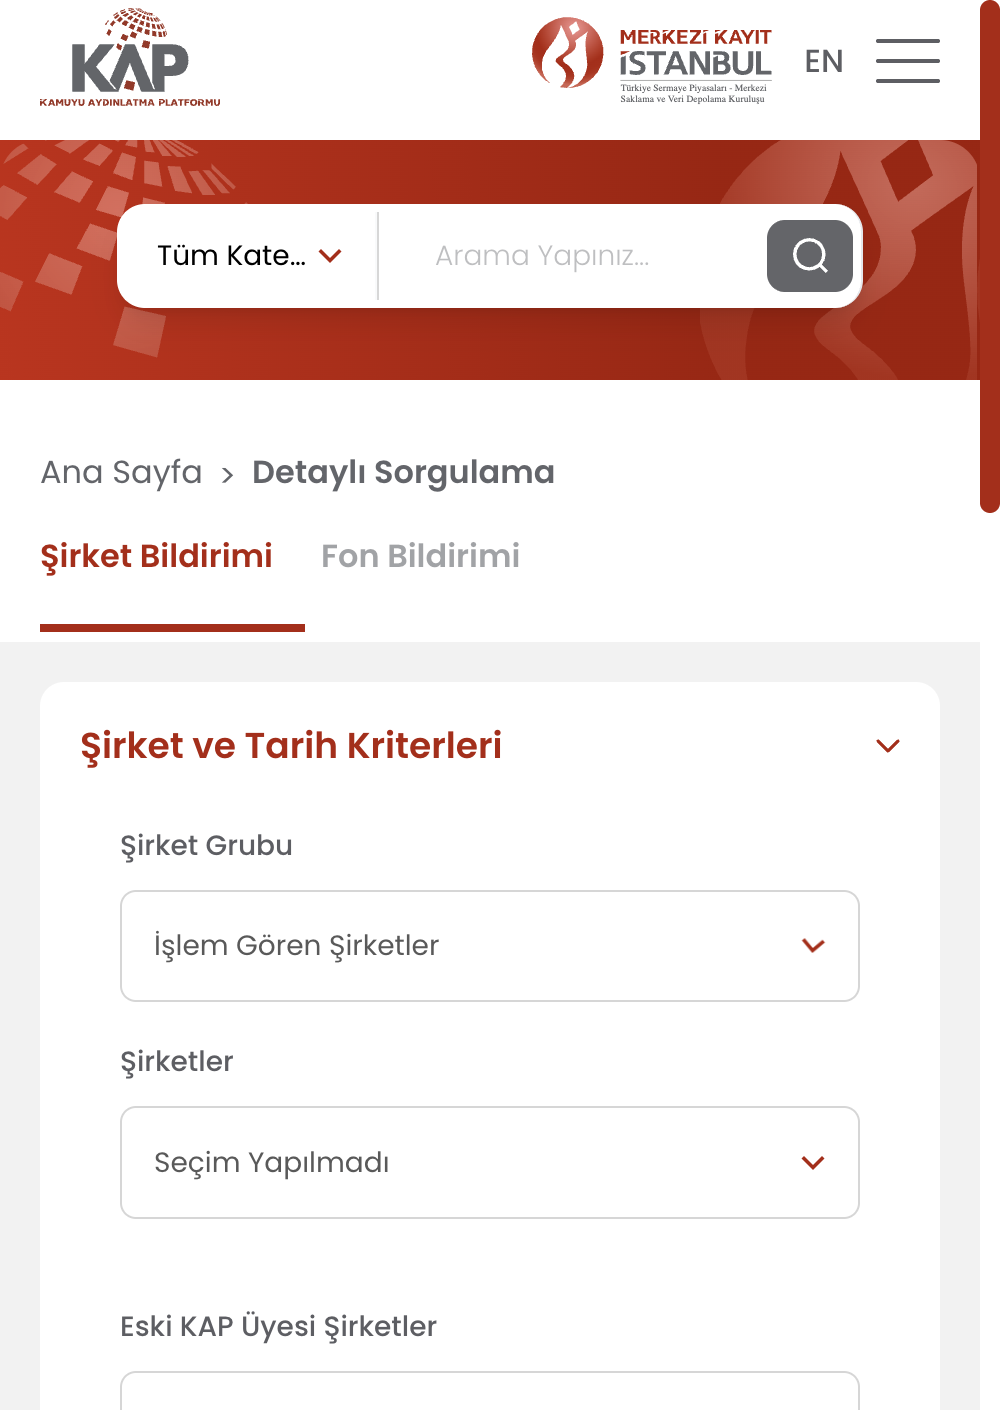 KAP
KAMUYU AYDINLATMA PLATFORMU
MERKEZİ KAYIT
İSTANBUL
Türkiye Sermaye Piyasaları - Merkezi
Saklama ve Veri Depolama Kuruluşu
EN
Tüm Kate...
Arama Yapınız...
Ana Sayfa > Detaylı Sorgulama
Şirket Bildirimi Fon Bildirimi
Şirket ve Tarih Kriterleri
Şirket Grubu
İşlem Gören Şirketler
Şirketler
Seçim Yapılmadı
Eski KAP Üyesi Şirketler